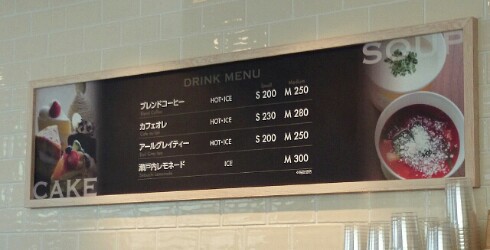 SOUP
DRINK MENU
Small Medium
ブレンドコーヒー HOT•ICE S 200 M 250
カフェオレ HOT•ICE S 230 M 280
アールグレイティー HOT•ICE S 200 M 250
瀬戸内レモネード ICE M 300
CAKE